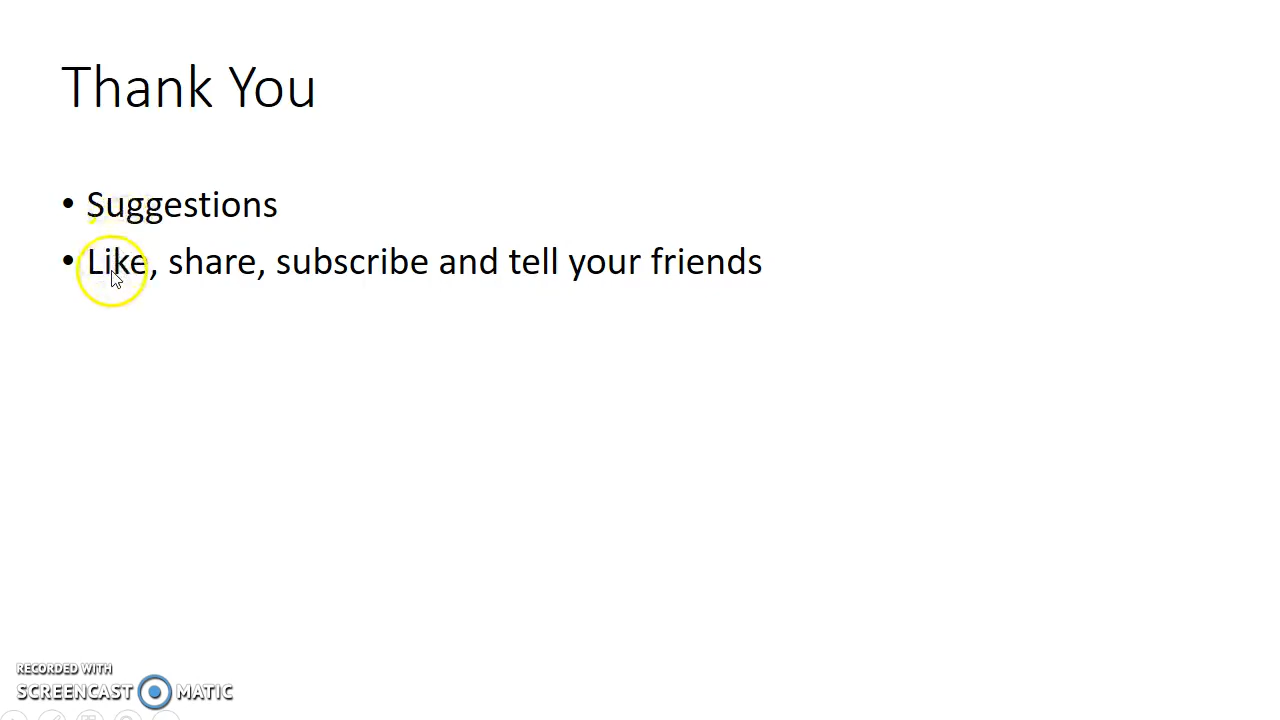 Thank You
• Suggestions
• Like, share, subscribe and tell your friends
RECORDED WITH
SCREENCAST MATIC